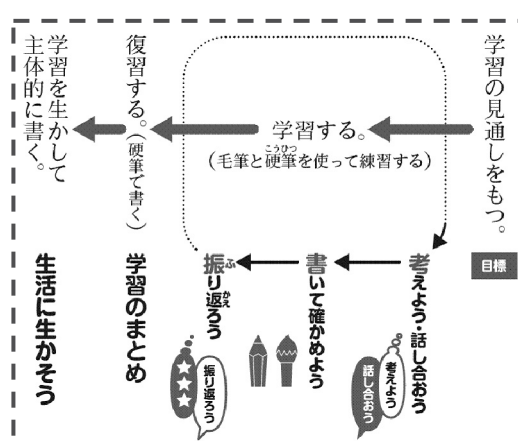 学習の見通しをもつ。
目標
学習する。
（毛筆と硬筆を使って練習する）
こうひつ
考えよう・話し合おう
考えよう
話し合おう
書いて確かめよう
振り返ろう
ふ
かえ
振り返ろう
復習する。（硬筆で書く）
学習のまとめ
学習を生かして
主体的に書く。
生活に生かそう